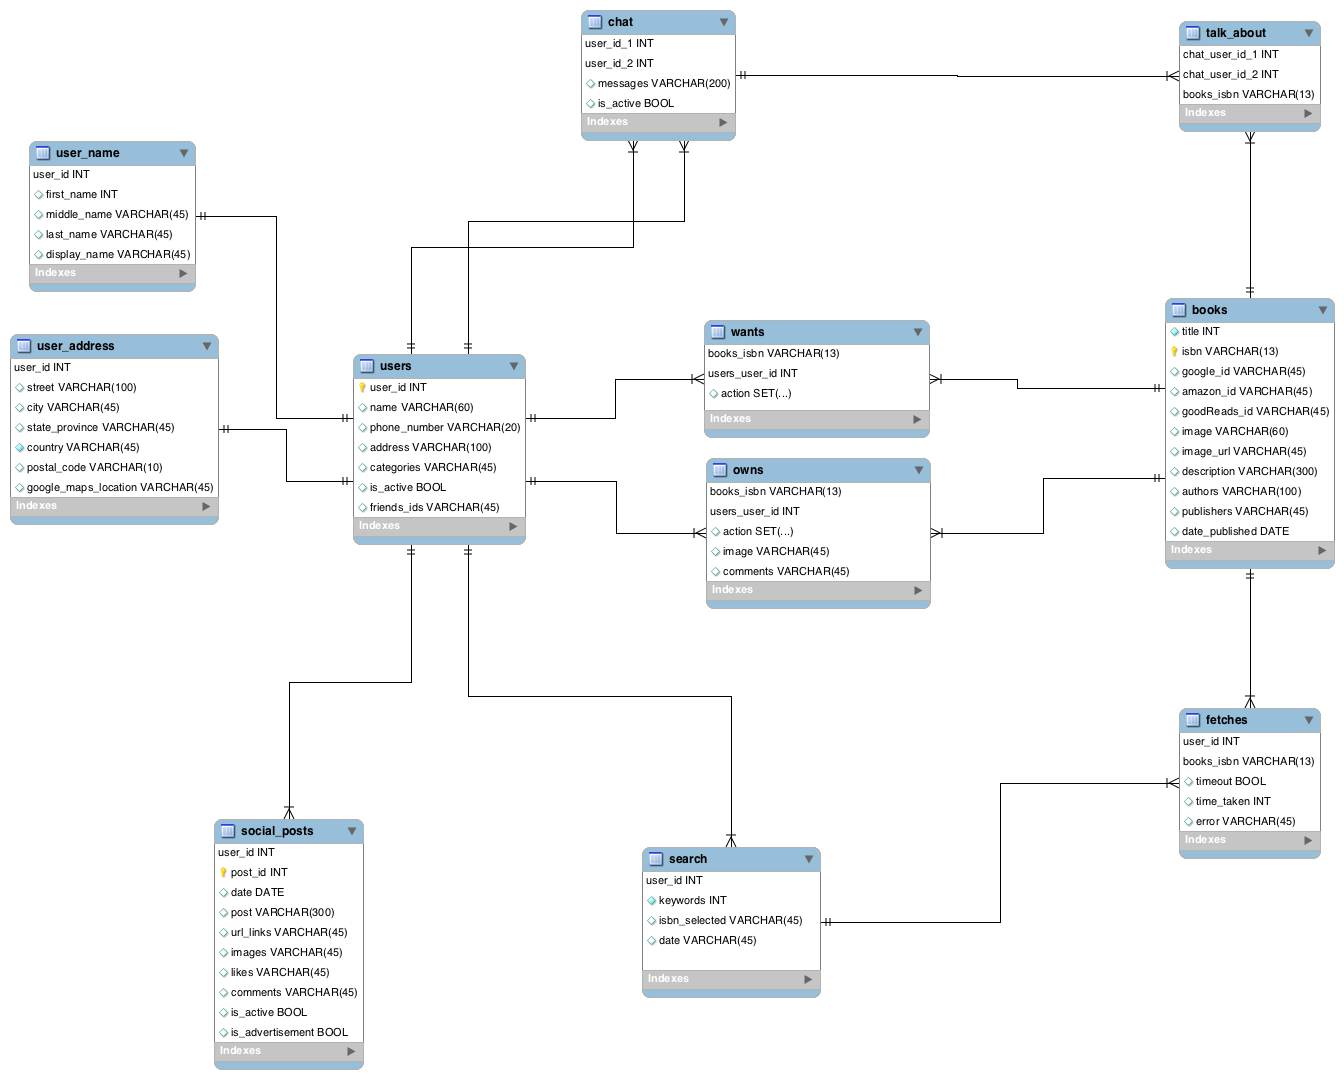 chat
user_id_1 INT
user_id_2 INT
messages VARCHAR(200)
is_active BOOL
Indexes
talk_about
chat_user_id_1 INT
chat_user_id_2 INT
books_isbn VARCHAR(13)
Indexes
user_name
user_id INT
first_name INT
middle_name VARCHAR(45)
last_name VARCHAR(45)
display_name VARCHAR(45)
Indexes
user_address
user_id INT
street VARCHAR(100)
city VARCHAR(45)
state_province VARCHAR(45)
country VARCHAR(45)
postal_code VARCHAR(10)
google_maps_location VARCHAR(45)
Indexes
users
user_id INT
name VARCHAR(60)
phone_number VARCHAR(20)
address VARCHAR(100)
categories VARCHAR(45)
is_active BOOL
friends_ids VARCHAR(45)
Indexes
wants
books_isbn VARCHAR(13)
users_user_id INT
action SET(...)
Indexes
owns
books_isbn VARCHAR(13)
users_user_id INT
action SET(...)
image VARCHAR(45)
comments VARCHAR(45)
Indexes
books
title INT
isbn VARCHAR(13)
google_id VARCHAR(45)
amazon_id VARCHAR(45)
goodReads_id VARCHAR(45)
image VARCHAR(60)
image_url VARCHAR(45)
description VARCHAR(300)
authors VARCHAR(100)
publishers VARCHAR(45)
date_published DATE
Indexes
social_posts
user_id INT
post_id INT
date DATE
post VARCHAR(300)
url_links VARCHAR(45)
images VARCHAR(45)
likes VARCHAR(45)
comments VARCHAR(45)
is_active BOOL
is_advertisement BOOL
Indexes
search
user_id INT
keywords INT
isbn_selected VARCHAR(45)
date VARCHAR(45)
Indexes
fetches
user_id INT
books_isbn VARCHAR(13)
timeout BOOL
time_taken INT
error VARCHAR(45)
Indexes